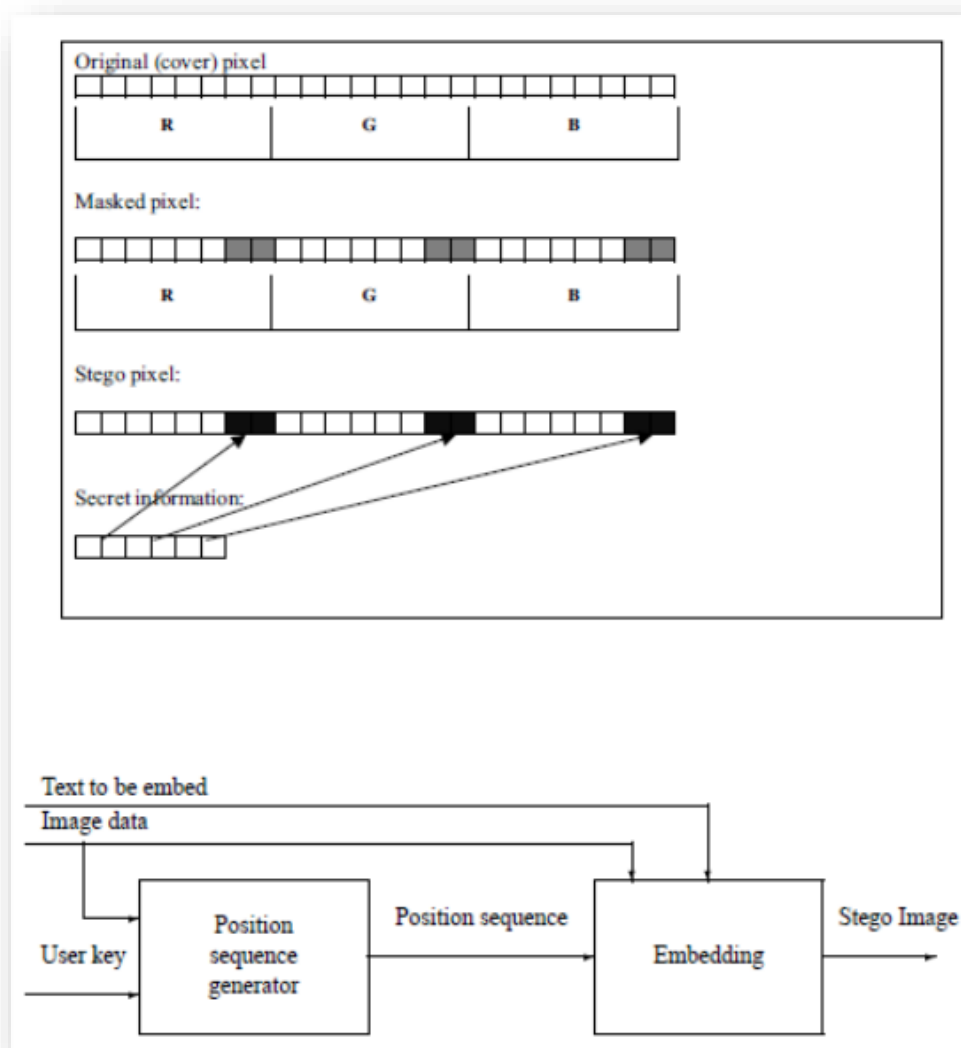 Original (cover) pixel
R G B
Masked pixel:
R G B
Stego pixel:
Secret information:
Text to be embed
Image data
User key
Position
sequence
generator
Position sequence
Embedding
Stego Image